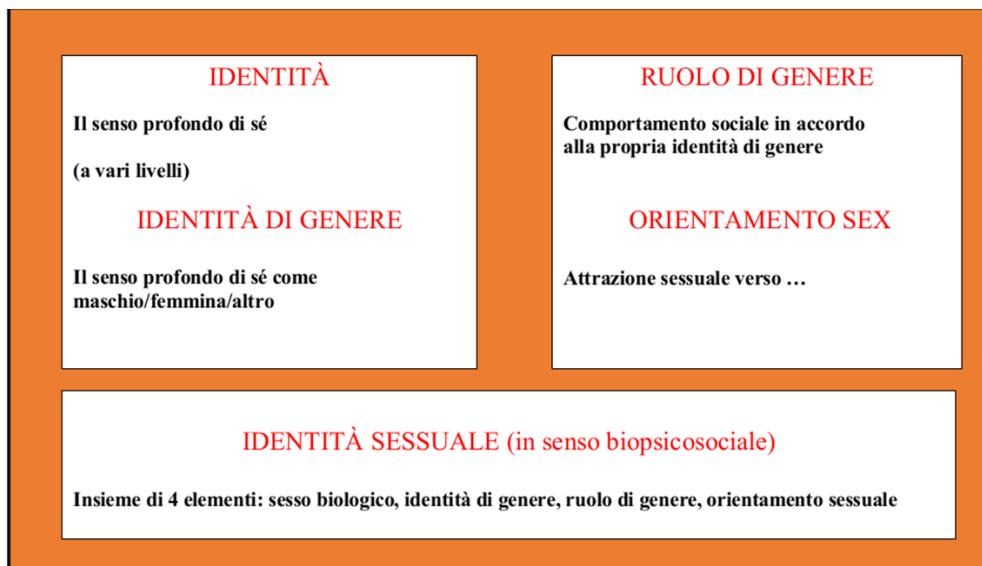 IDENTITÀ
Il senso profondo di sé
(a vari livelli)
IDENTITÀ DI GENERE
Il senso profondo di sé come
maschio/femmina/altro
RUOLO DI GENERE
Comportamento sociale in accordo
alla propria identità di genere
ORIENTAMENTO SEX
Attrazione sessuale verso …
IDENTITÀ SESSUALE (in senso biopsicosociale)
Insieme di 4 elementi: sesso biologico, identità di genere, ruolo di genere, orientamento sessuale